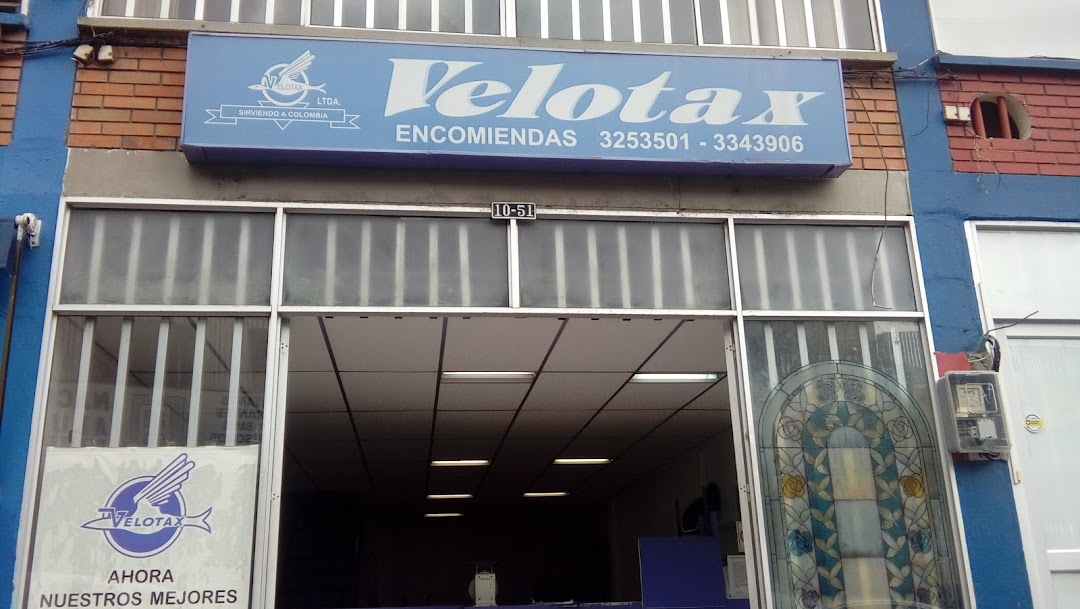 VELOTAX
LTDA.
SIRVIENDO A COLOMBIA
Velotax
ENCOMIENDAS 3253501 - 3343906
10-51
VELOTAX
AHORA
NUESTROS MEJORES